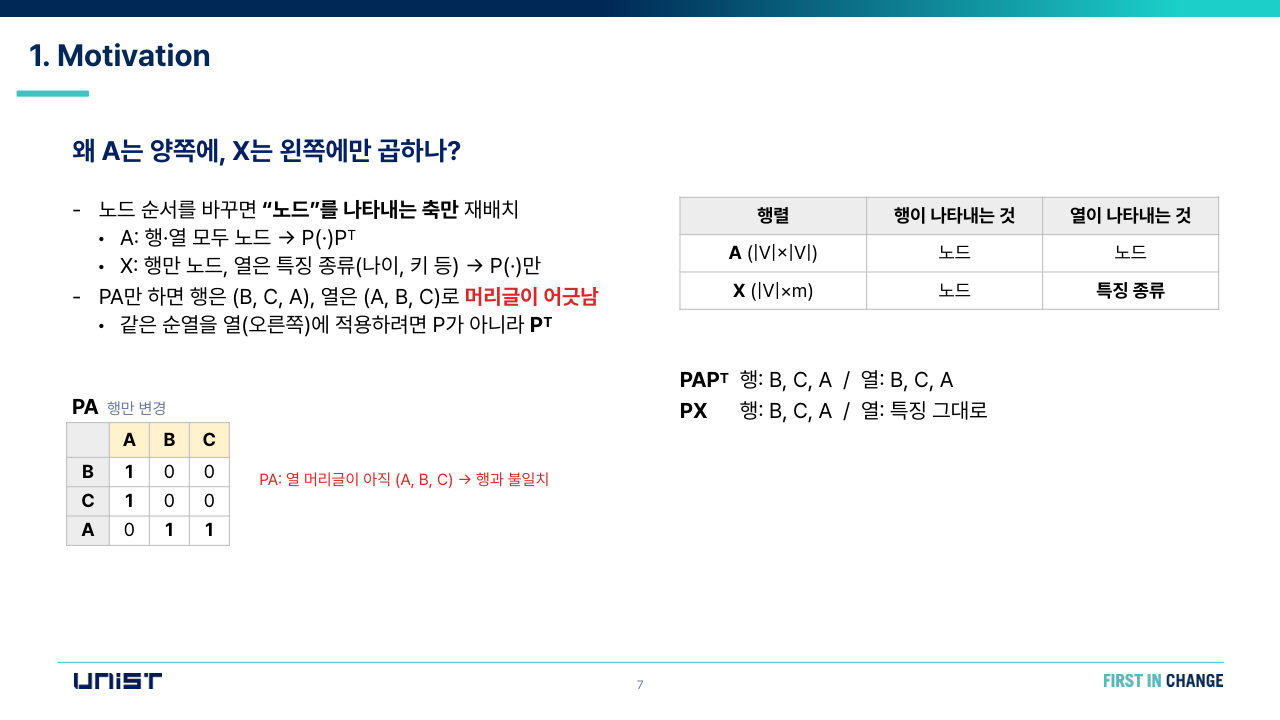 1. Motivation
왜 A는 양쪽에, X는 왼쪽에만 곱하나?
- 노드 순서를 바꾸면 “노드”를 나타내는 축만 재배치
• A: 행·열 모두 노드 → P(·)Pᵀ
• X: 행만 노드, 열은 특징 종류(나이, 키 등) → P(·)만
- PA만 하면 행은 (B, C, A), 열은 (A, B, C)로 머리글이 어긋남
• 같은 순열을 열(오른쪽)에 적용하려면 P가 아니라 Pᵀ
PA 행만 변경
A B C
B 1 0 0
C 1 0 0
A 0 1 1
PA: 열 머리글이 아직 (A, B, C) → 행과 불일치
행렬 행이 나타내는 것 열이 나타내는 것
A (|V|×|V|) 노드 노드
X (|V|×m) 노드 특징 종류
PAPᵀ 행: B, C, A / 열: B, C, A
PX 행: B, C, A / 열: 특징 그대로
UNIST
7
FIRST IN CHANGE